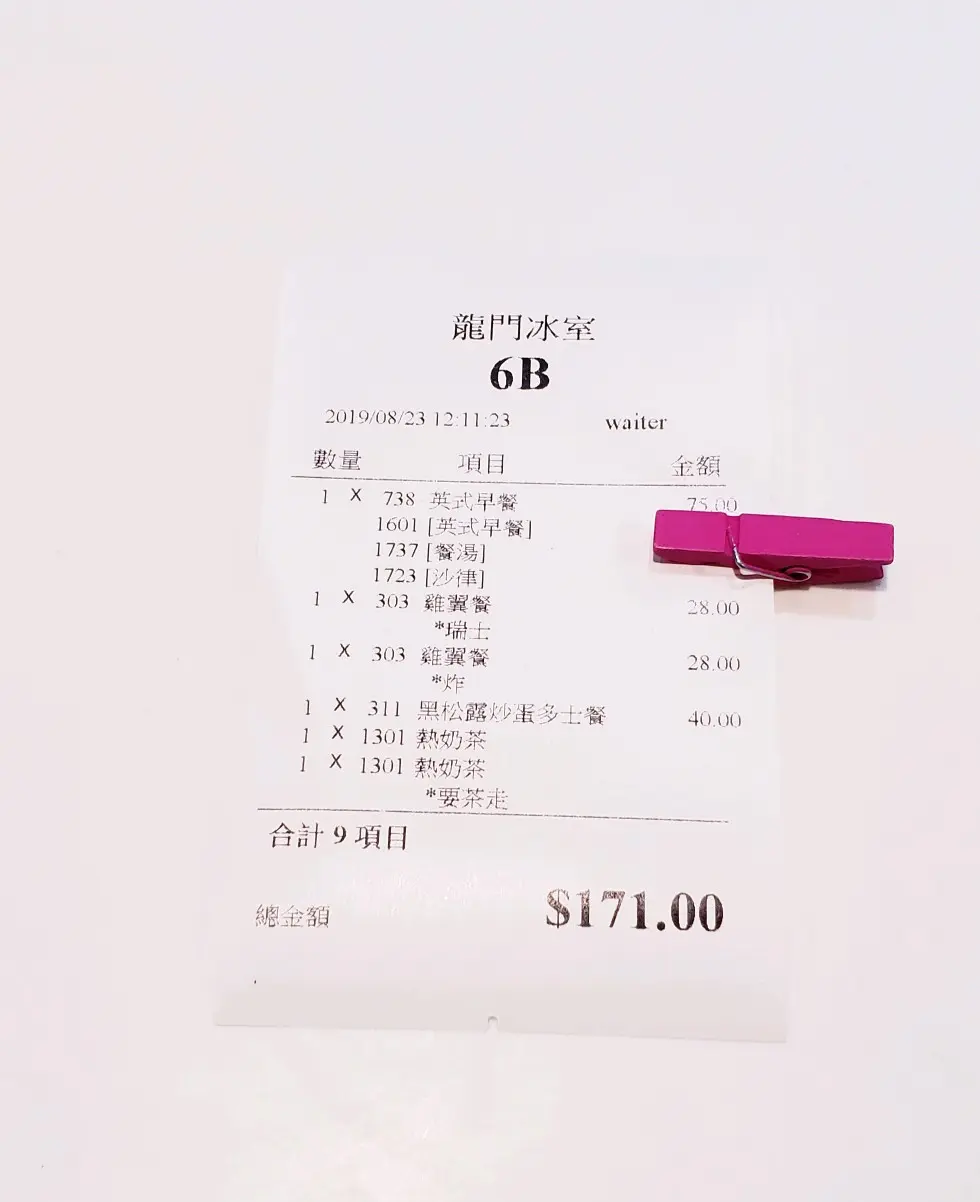 龍門冰室
6B
2019/08/23 12:11:23 waiter
數量 項目 金額
1 X 738 英式早餐 75.00
1601 [英式早餐]
1737 [餐湯]
1723 [沙律]
1 X 303 雞翼餐 28.00
*瑞士
1 X 303 雞翼餐 28.00
*炸
1 X 311 黑松露炒蛋多士餐 40.00
1 X 1301 熱奶茶
1 X 1301 熱奶茶
*要茶走
合計 9 項目
總金額 $171.00